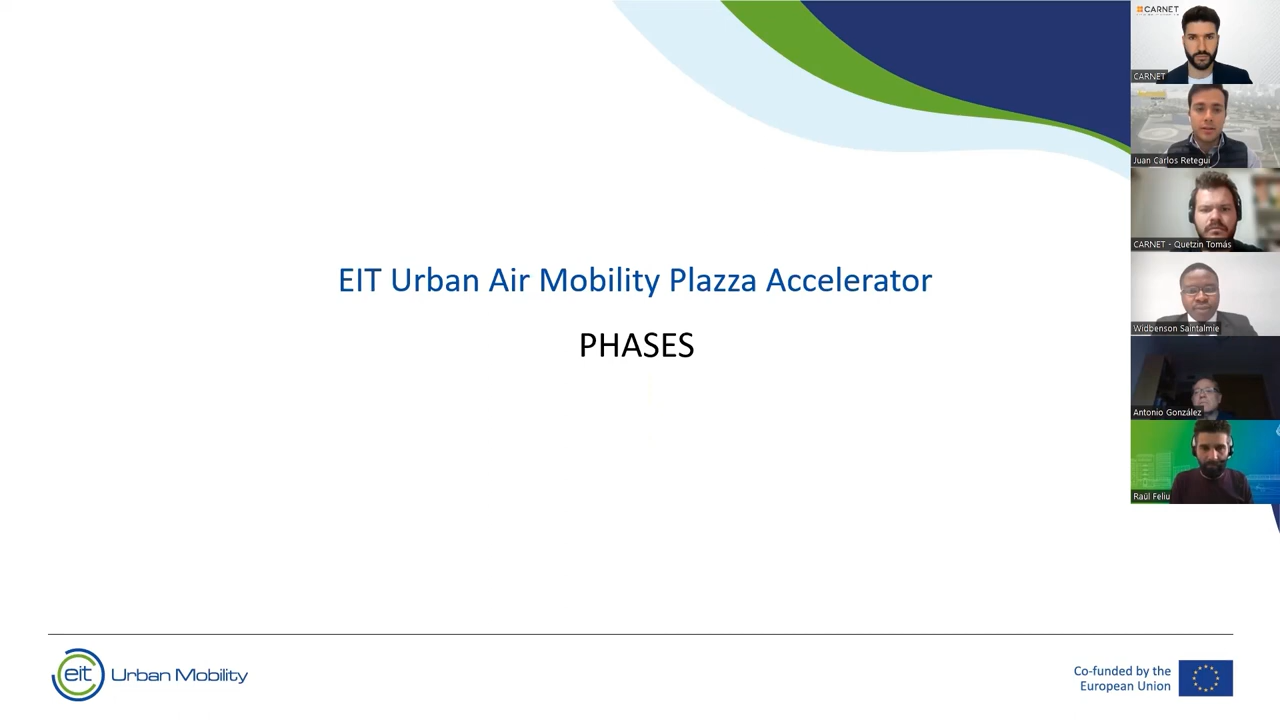 EIT Urban Air Mobility Plazza Accelerator
PHASES
eit Urban Mobility
Co-funded by the
European Union
CARNET
CARNET
Juan Carlos Retegui
CARNET - Quetzin Tomás
Widbenson Saintalmie
Antonio González
Raül Feliu